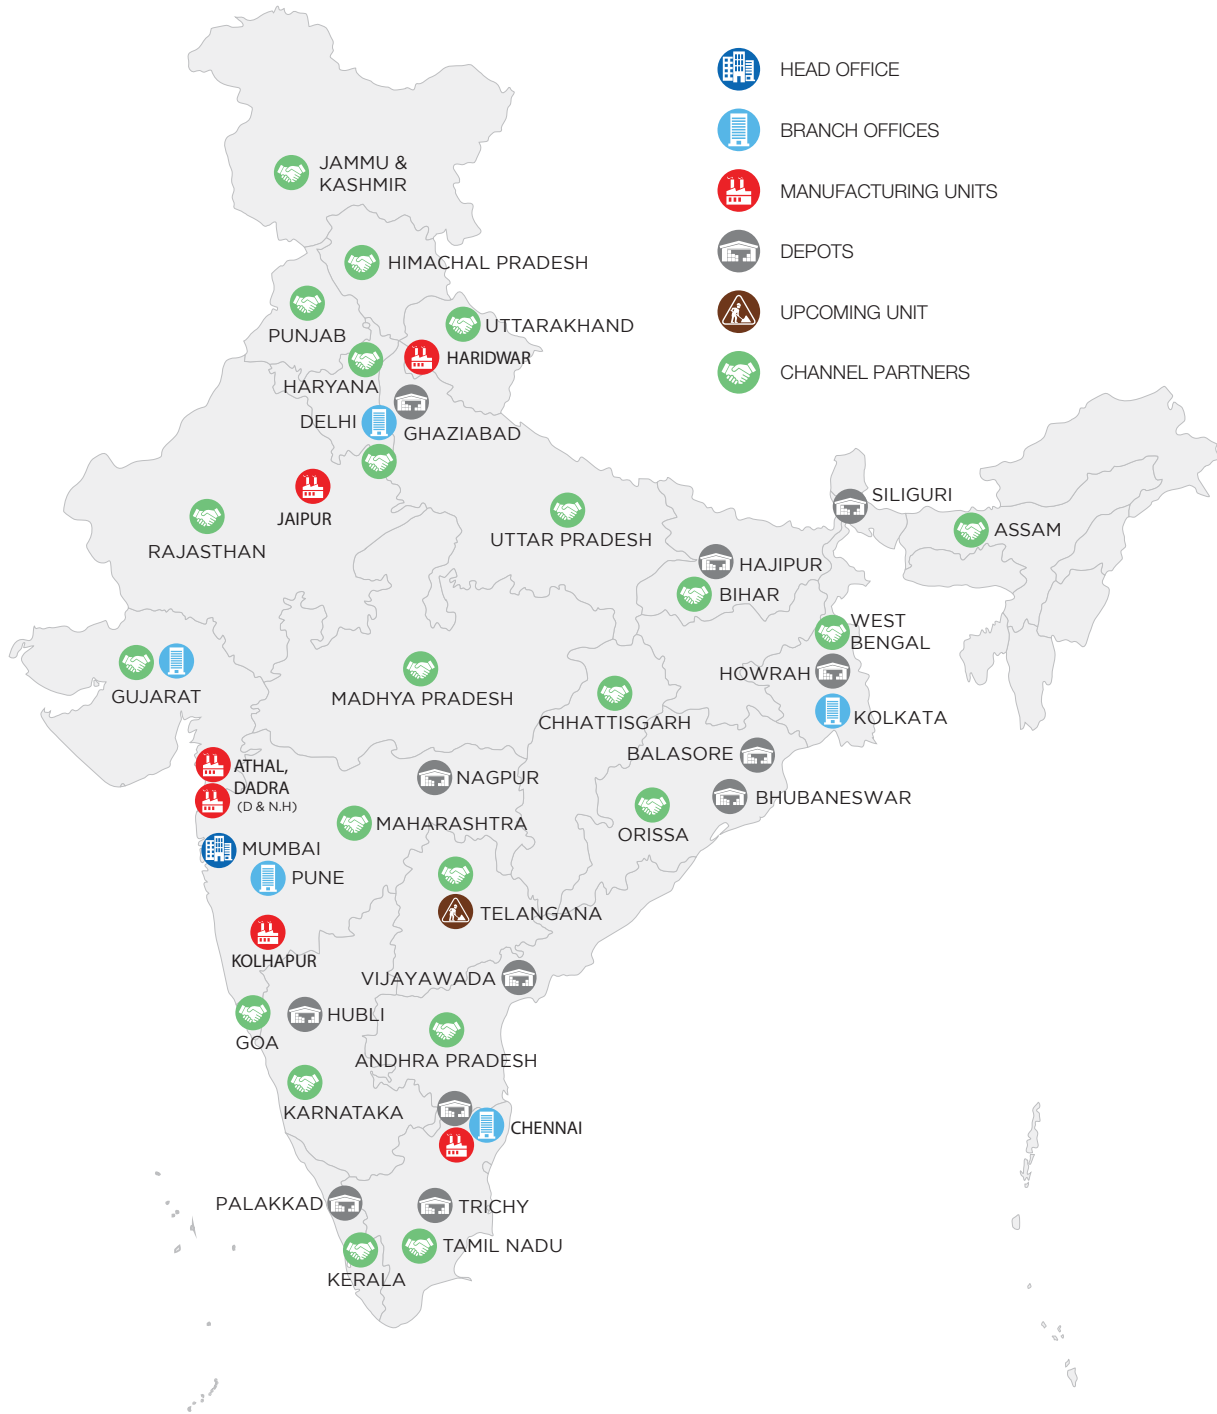 HEAD OFFICE
BRANCH OFFICES
MANUFACTURING UNITS
DEPOTS
UPCOMING UNIT
CHANNEL PARTNERS
JAMMU &
KASHMIR
HIMACHAL PRADESH
PUNJAB
UTTARAKHAND
HARIDWAR
HARYANA
DELHI
GHAZIABAD
JAIPUR
RAJASTHAN
UTTAR PRADESH
SILIGURI
ASSAM
HAJIPUR
BIHAR
WEST
BENGAL
HOWRAH
KOLKATA
GUJARAT
MADHYA PRADESH
CHHATTISGARH
BALASORE
BHUBANESWAR
ORISSA
ATHAL,
DADRA
(D & N.H)
NAGPUR
MAHARASHTRA
MUMBAI
PUNE
TELANGANA
KOLHAPUR
VIJAYAWADA
HUBLI
GOA
ANDHRA PRADESH
KARNATAKA
CHENNAI
PALAKKAD
TRICHY
TAMIL NADU
KERALA